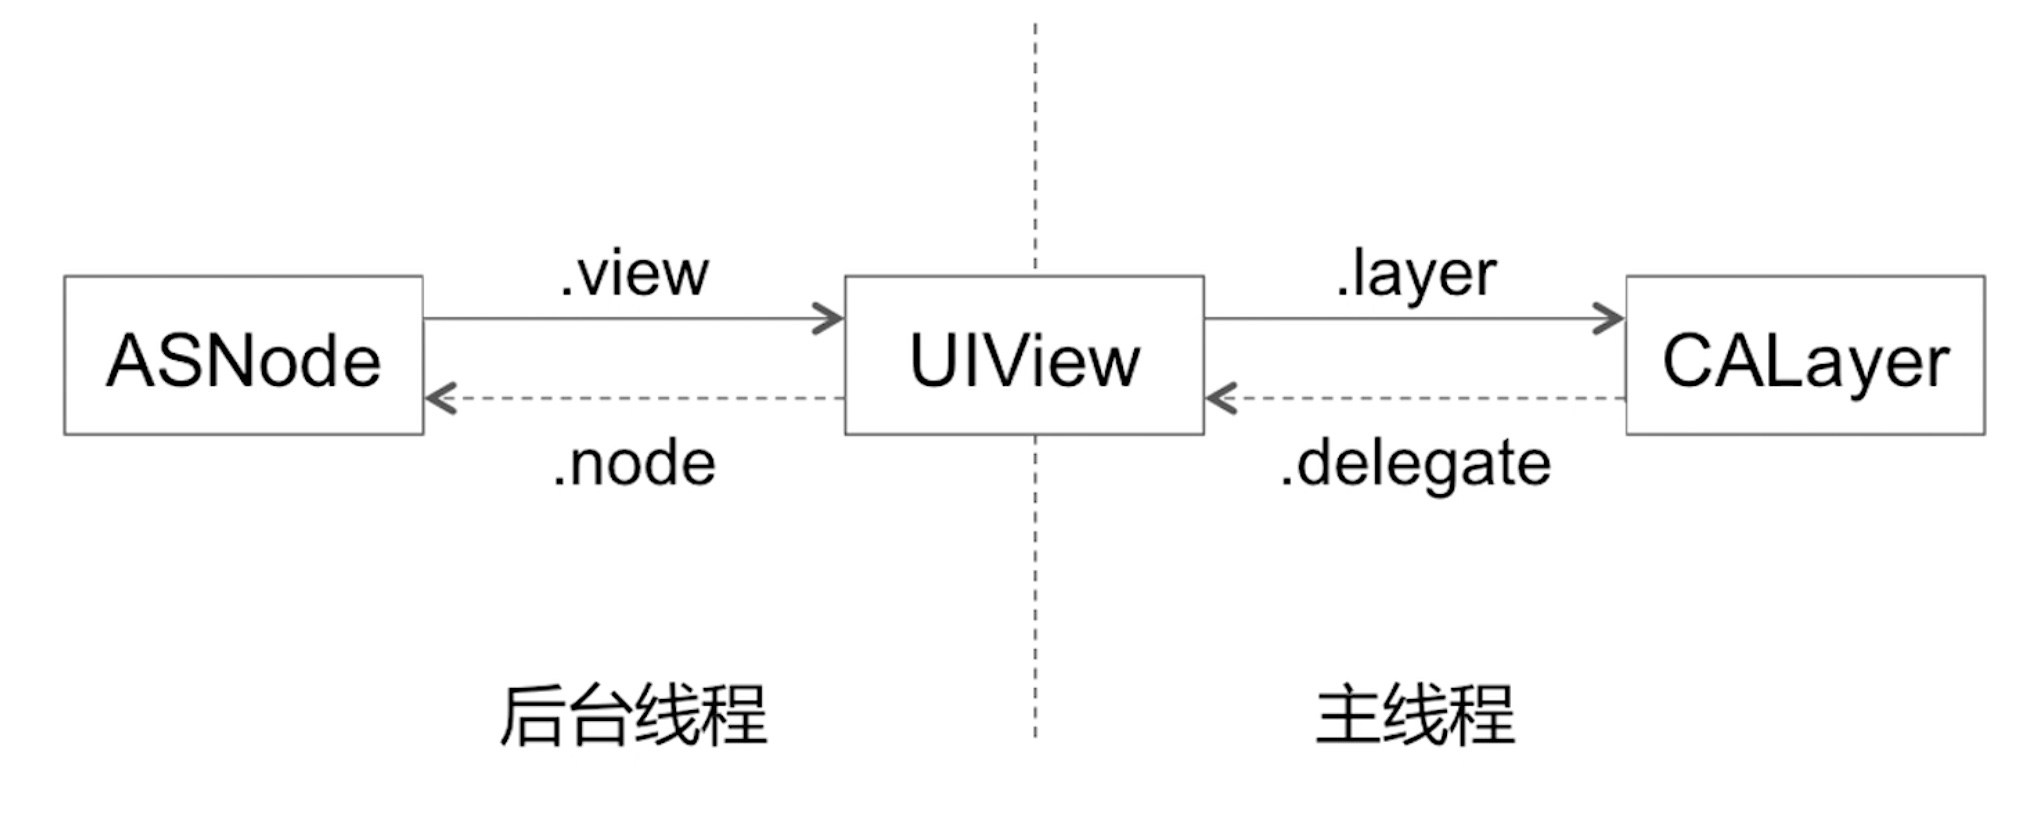 .view
.layer
ASNode
UIView
CALayer
.node
.delegate
后台线程
主线程